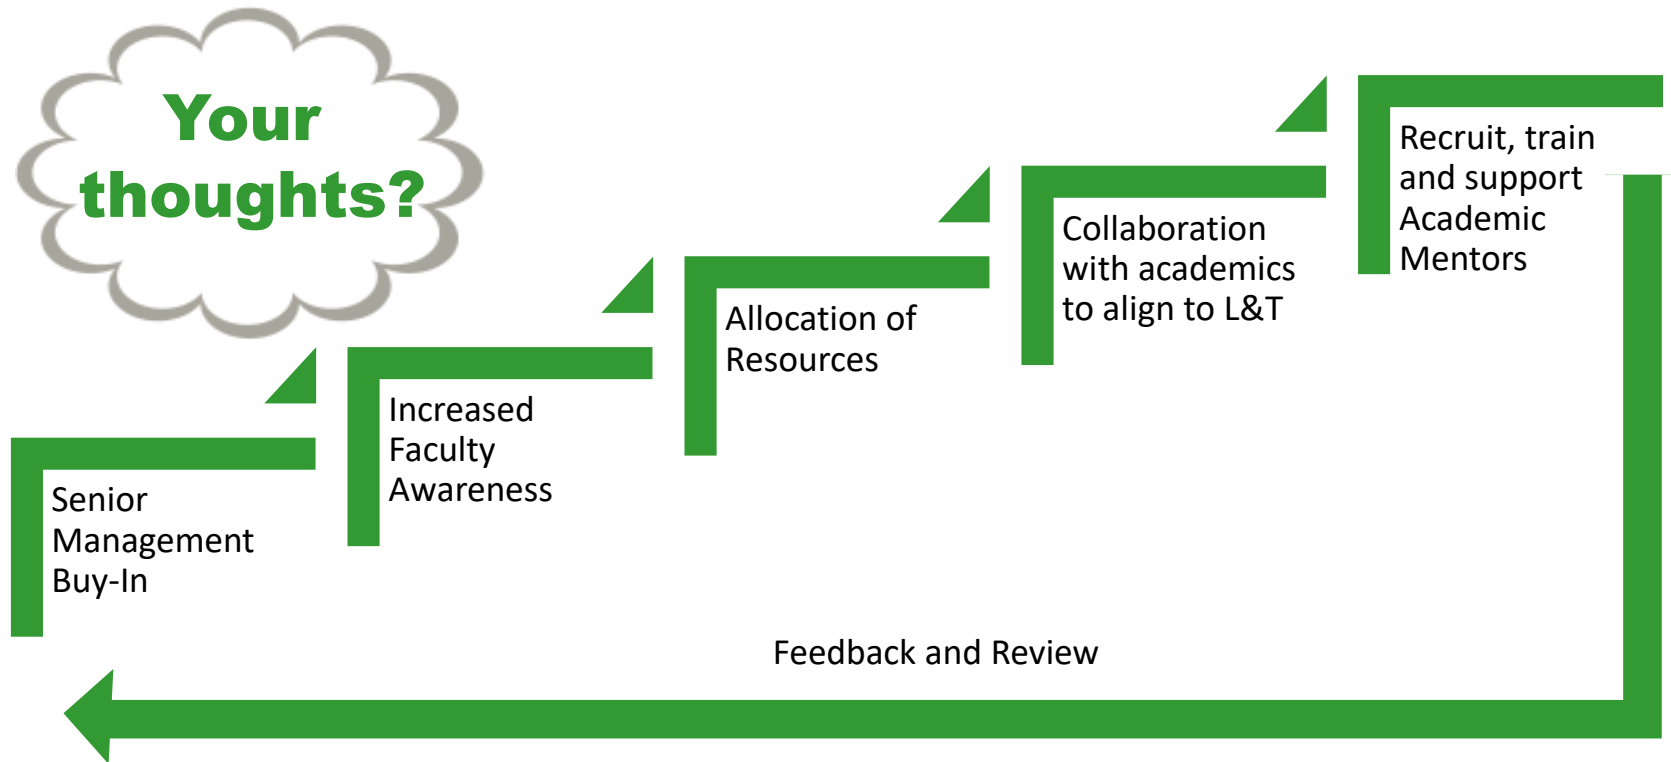 Your
thoughts?
Senior
Management
Buy-In
Increased
Faculty
Awareness
Allocation of
Resources
Collaboration
with academics
to align to L&T
Recruit, train
and support
Academic
Mentors
Feedback and Review